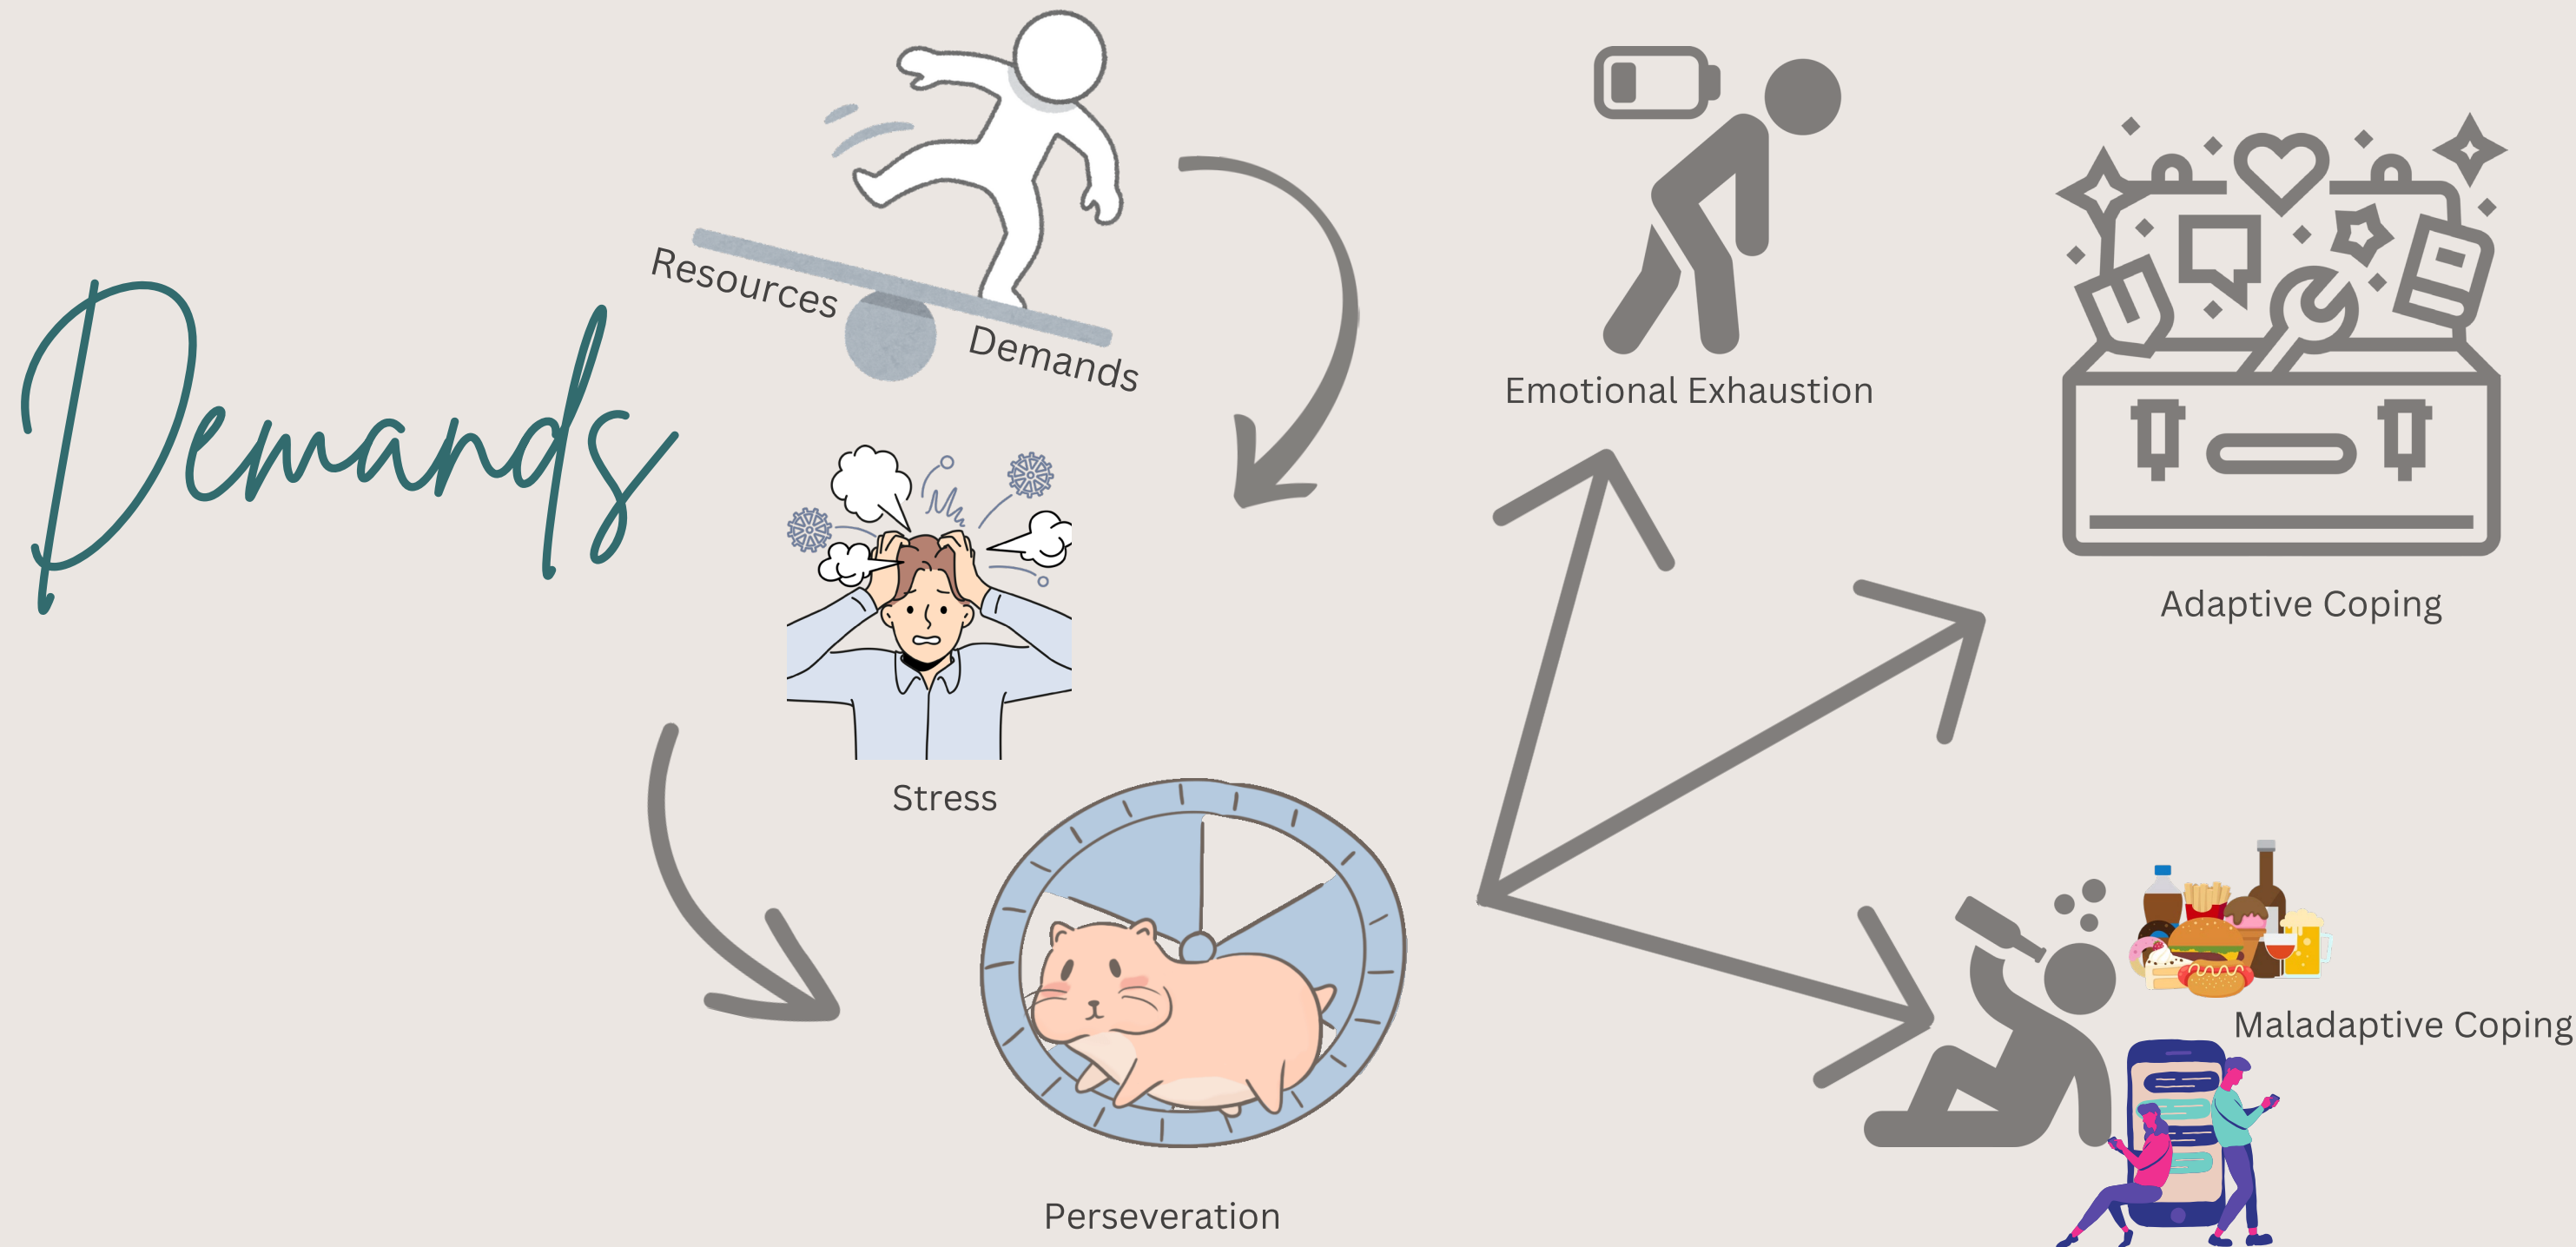 Demands
Resources
Demands
Stress
Perseveration
Emotional Exhaustion
Adaptive Coping
Maladaptive Coping